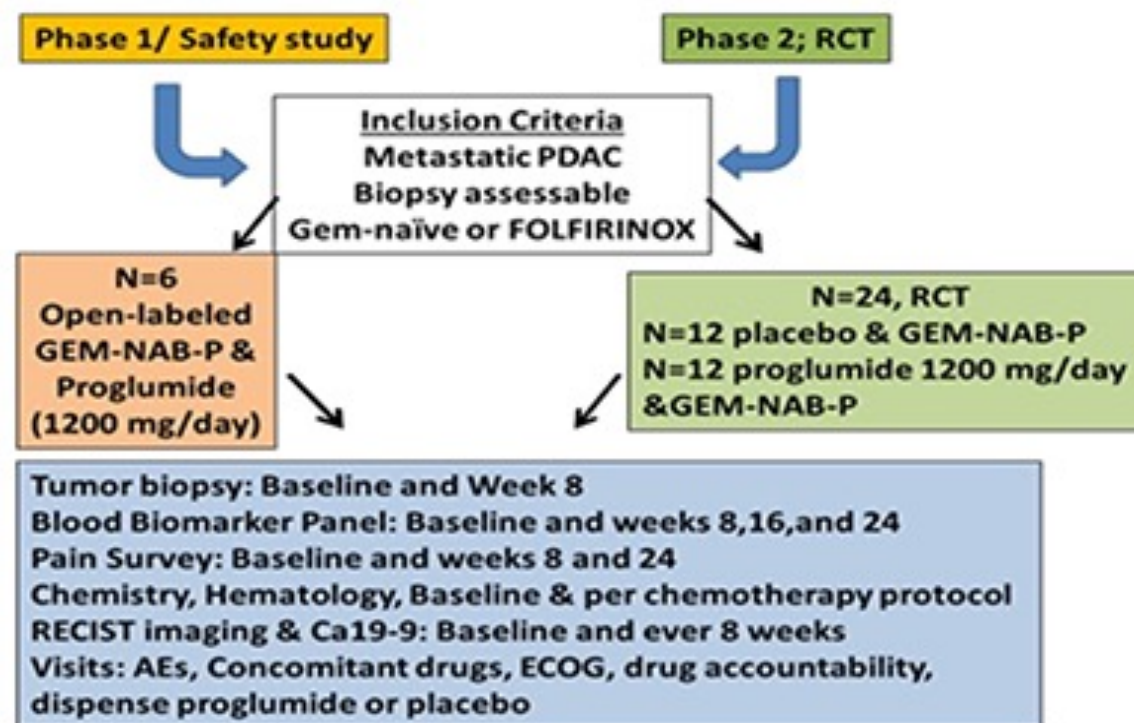 Phase 1/ Safety study
Phase 2; RCT
Inclusion Criteria
Metastatic PDAC
Biopsy assessable
Gem-naïve or FOLFIRINOX
N=6
Open-labeled
GEM-NAB-P &
Proglumide
(1200 mg/day)
N=24, RCT
N=12 placebo & GEM-NAB-P
N=12 proglumide 1200 mg/day
&GEM-NAB-P
Tumor biopsy: Baseline and Week 8
Blood Biomarker Panel: Baseline and weeks 8,16,and 24
Pain Survey: Baseline and weeks 8 and 24
Chemistry, Hematology, Baseline & per chemotherapy protocol
RECIST imaging & Ca19-9: Baseline and ever 8 weeks
Visits: AEs, Concomitant drugs, ECOG, drug accountability,
dispense proglumide or placebo